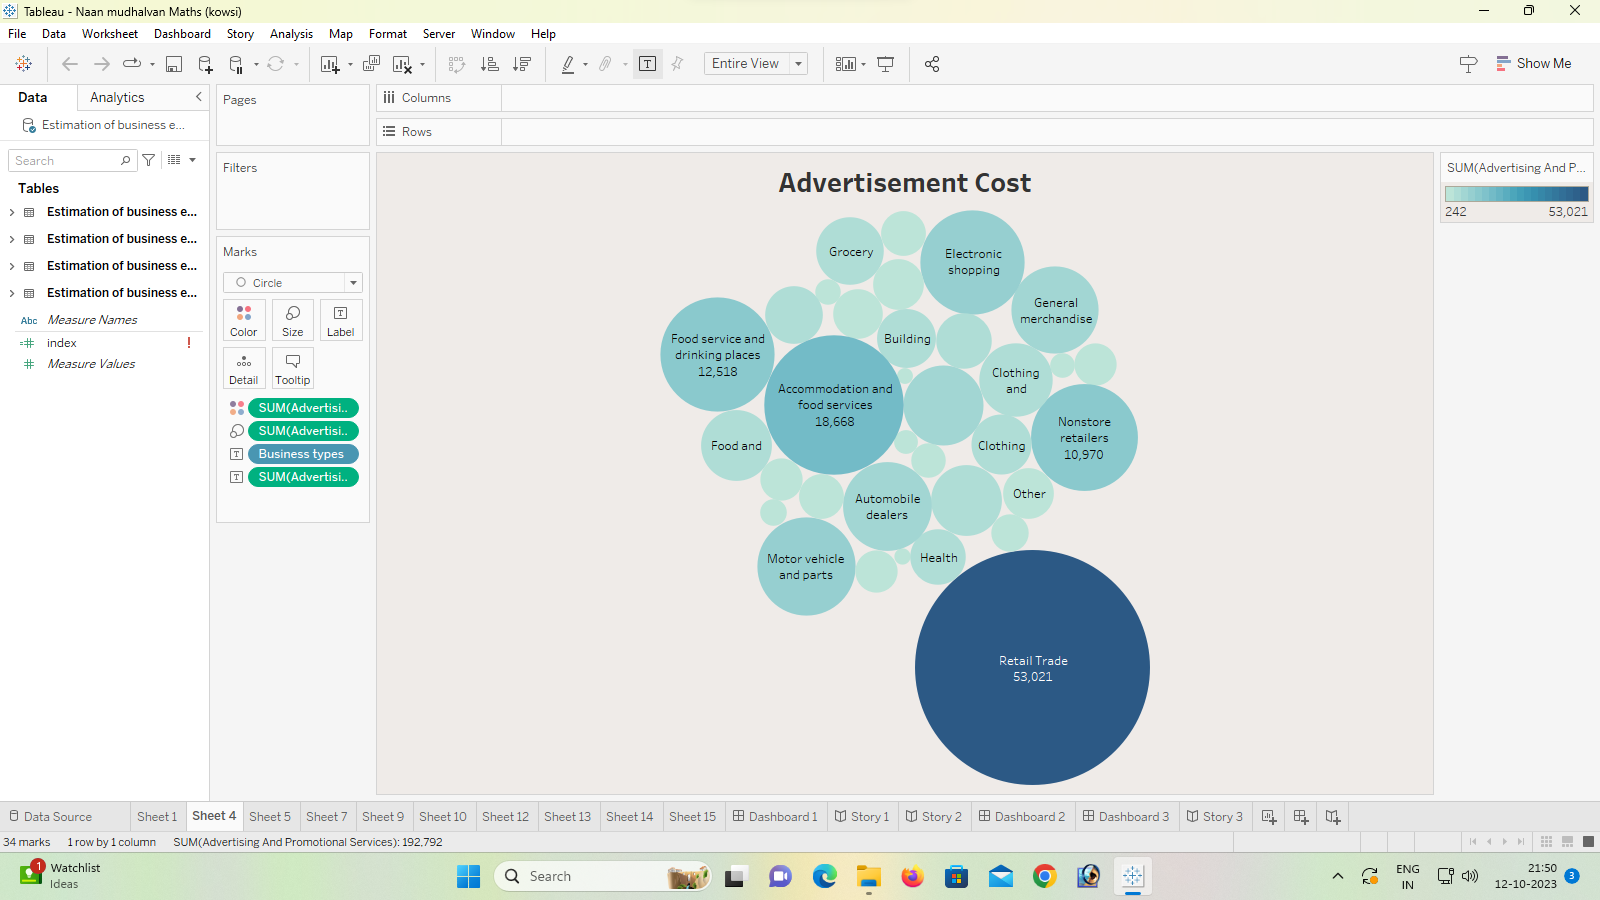 Tableau - Naan mudhalvan Maths (kowsi)
File Data Worksheet Dashboard Story Analysis Map Format Server Window Help
Entire View
Show Me
Data Analytics
Estimation of business e...
Search
Tables
Estimation of business e...
Estimation of business e...
Estimation of business e...
Estimation of business e...
Abc Measure Names
index !
Measure Values
Pages
Filters
Marks
Circle
Color Size Label
Detail Tooltip
SUM(Advertisi..
SUM(Advertisi..
Business types
SUM(Advertisi..
Columns
Rows
Advertisement Cost
Grocery
Electronic
shopping
General
merchandise
Food service and
drinking places
12,518
Building
Accommodation and
food services
18,668
Clothing
and
Nonstore
retailers
10,970
Food and
Clothing
Automobile
dealers
Other
Motor vehicle
and parts
Health
Retail Trade
53,021
SUM(Advertising And P...
242 53,021
Data Source Sheet 1 Sheet 4 Sheet 5 Sheet 7 Sheet 9 Sheet 10 Sheet 12 Sheet 13 Sheet 14 Sheet 15 Dashboard 1 Story 1 Story 2 Dashboard 2 Dashboard 3 Story 3
34 marks 1 row by 1 column SUM(Advertising And Promotional Services): 192,792
1 Watchlist
Ideas
Search
ENG
IN
21:50
12-10-2023
3